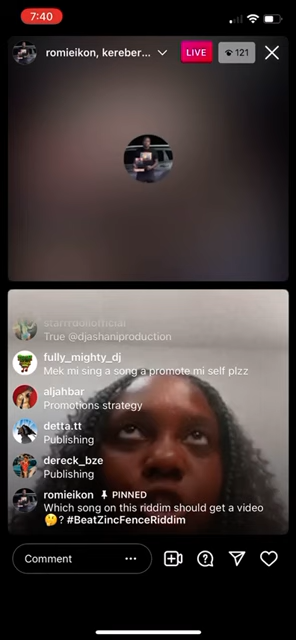 7:40
romieikon, kereber...
LIVE
121
starrrddnofficial
True @djashaniproduction
fully_mighty_dj
Mek mi sing a song a promote mi self plzz
aljahbar
Promotions strategy
detta.tt
Publishing
dereck_bze
Publishing
romieikon PINNED
Which song on this riddim should get a video
🤔? #BeatZincFenceRiddim
Comment